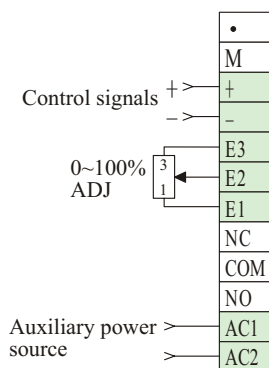 •
M
Control signals
+ +
– –
E3
0~100%
ADJ
3
1
E2
E1
NC
COM
NO
Auxiliary power
source
AC1
AC2